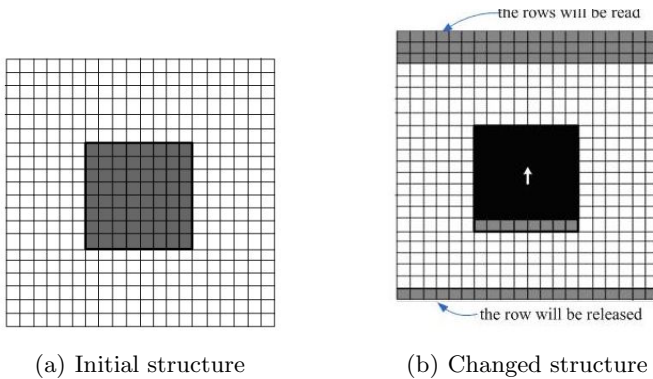 the rows will be read
the row will be released
(a) Initial structure
(b) Changed structure